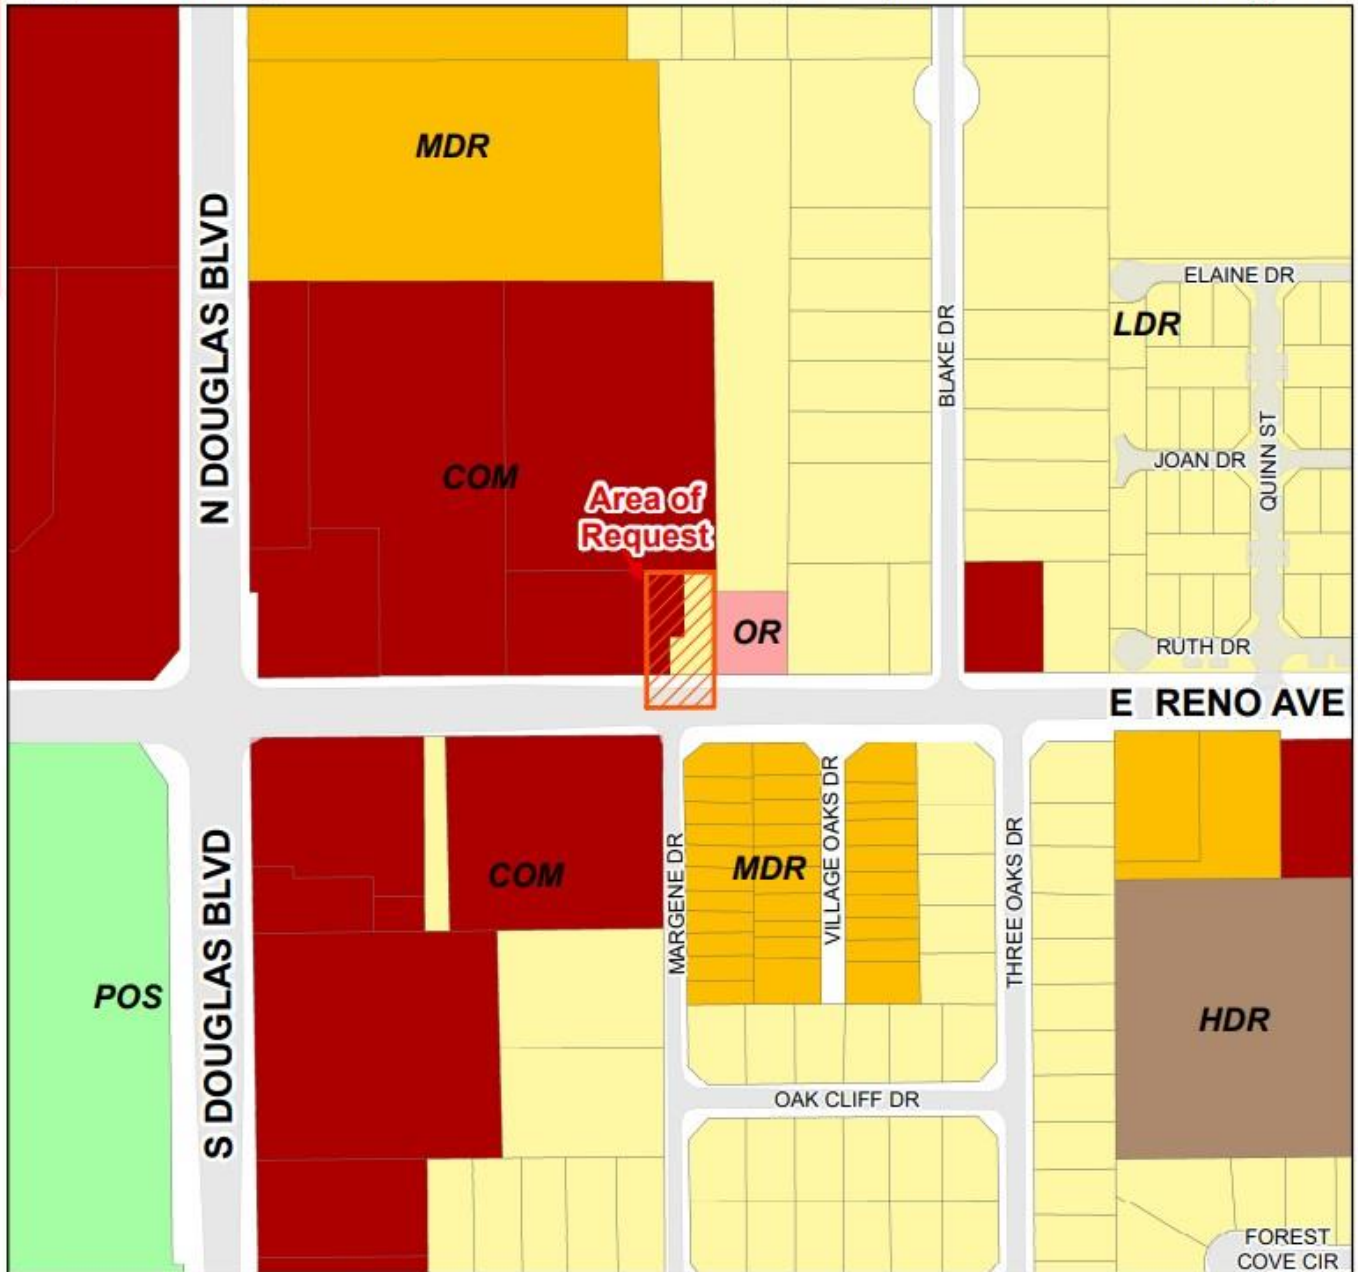 MDR
N DOUGLAS BLVD
BLAKE DR
ELAINE DR
LDR
JOAN DR
QUINN ST
COM
Area of
Request
OR
RUTH DR
E RENO AVE
COM
MARGENE DR
MDR
VILLAGE OAKS DR
THREE OAKS DR
S DOUGLAS BLVD
POS
HDR
OAK CLIFF DR
FOREST
COVE CIR